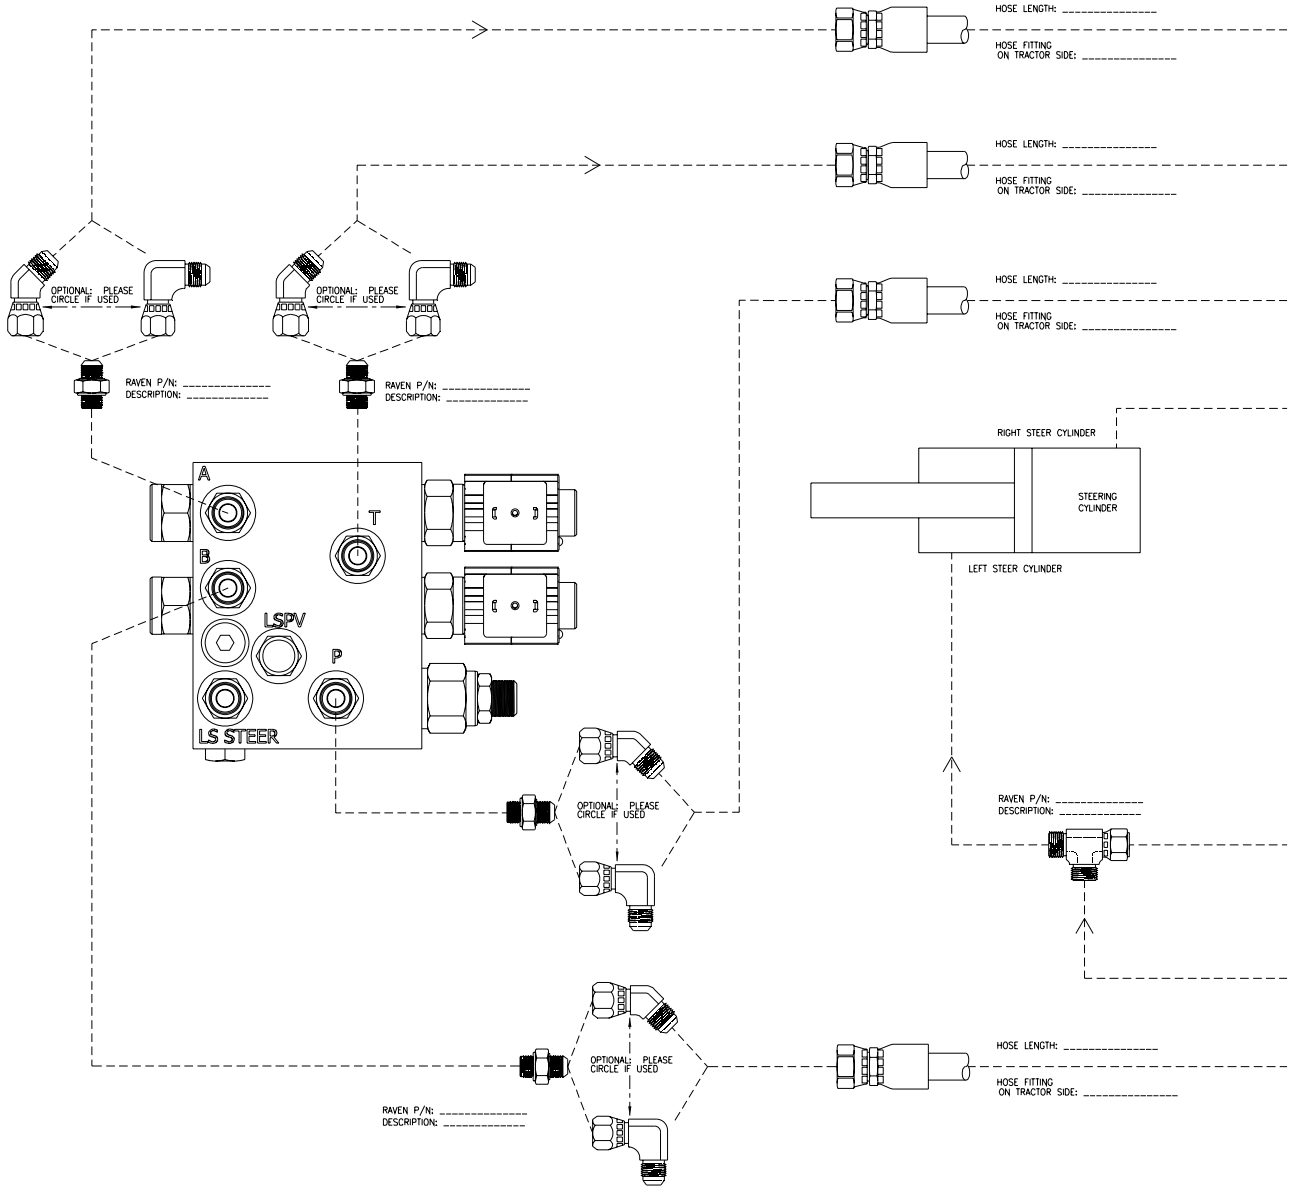 HOSE LENGTH: _______________
HOSE FITTING
ON TRACTOR SIDE: _______________
HOSE LENGTH: _______________
HOSE FITTING
ON TRACTOR SIDE: _______________
OPTIONAL: PLEASE
CIRCLE IF USED
OPTIONAL: PLEASE
CIRCLE IF USED
HOSE LENGTH: _______________
HOSE FITTING
ON TRACTOR SIDE: _______________
RAVEN P/N: _______________
DESCRIPTION: ______________
RAVEN P/N: _______________
DESCRIPTION: ______________
RIGHT STEER CYLINDER
STEERING
CYLINDER
LEFT STEER CYLINDER
A
T
B
LSPV
P
LS STEER
OPTIONAL: PLEASE
CIRCLE IF USED
RAVEN P/N: _______________
DESCRIPTION: ______________
OPTIONAL: PLEASE
CIRCLE IF USED
HOSE LENGTH: _______________
HOSE FITTING
ON TRACTOR SIDE: _______________
RAVEN P/N: _______________
DESCRIPTION: ______________